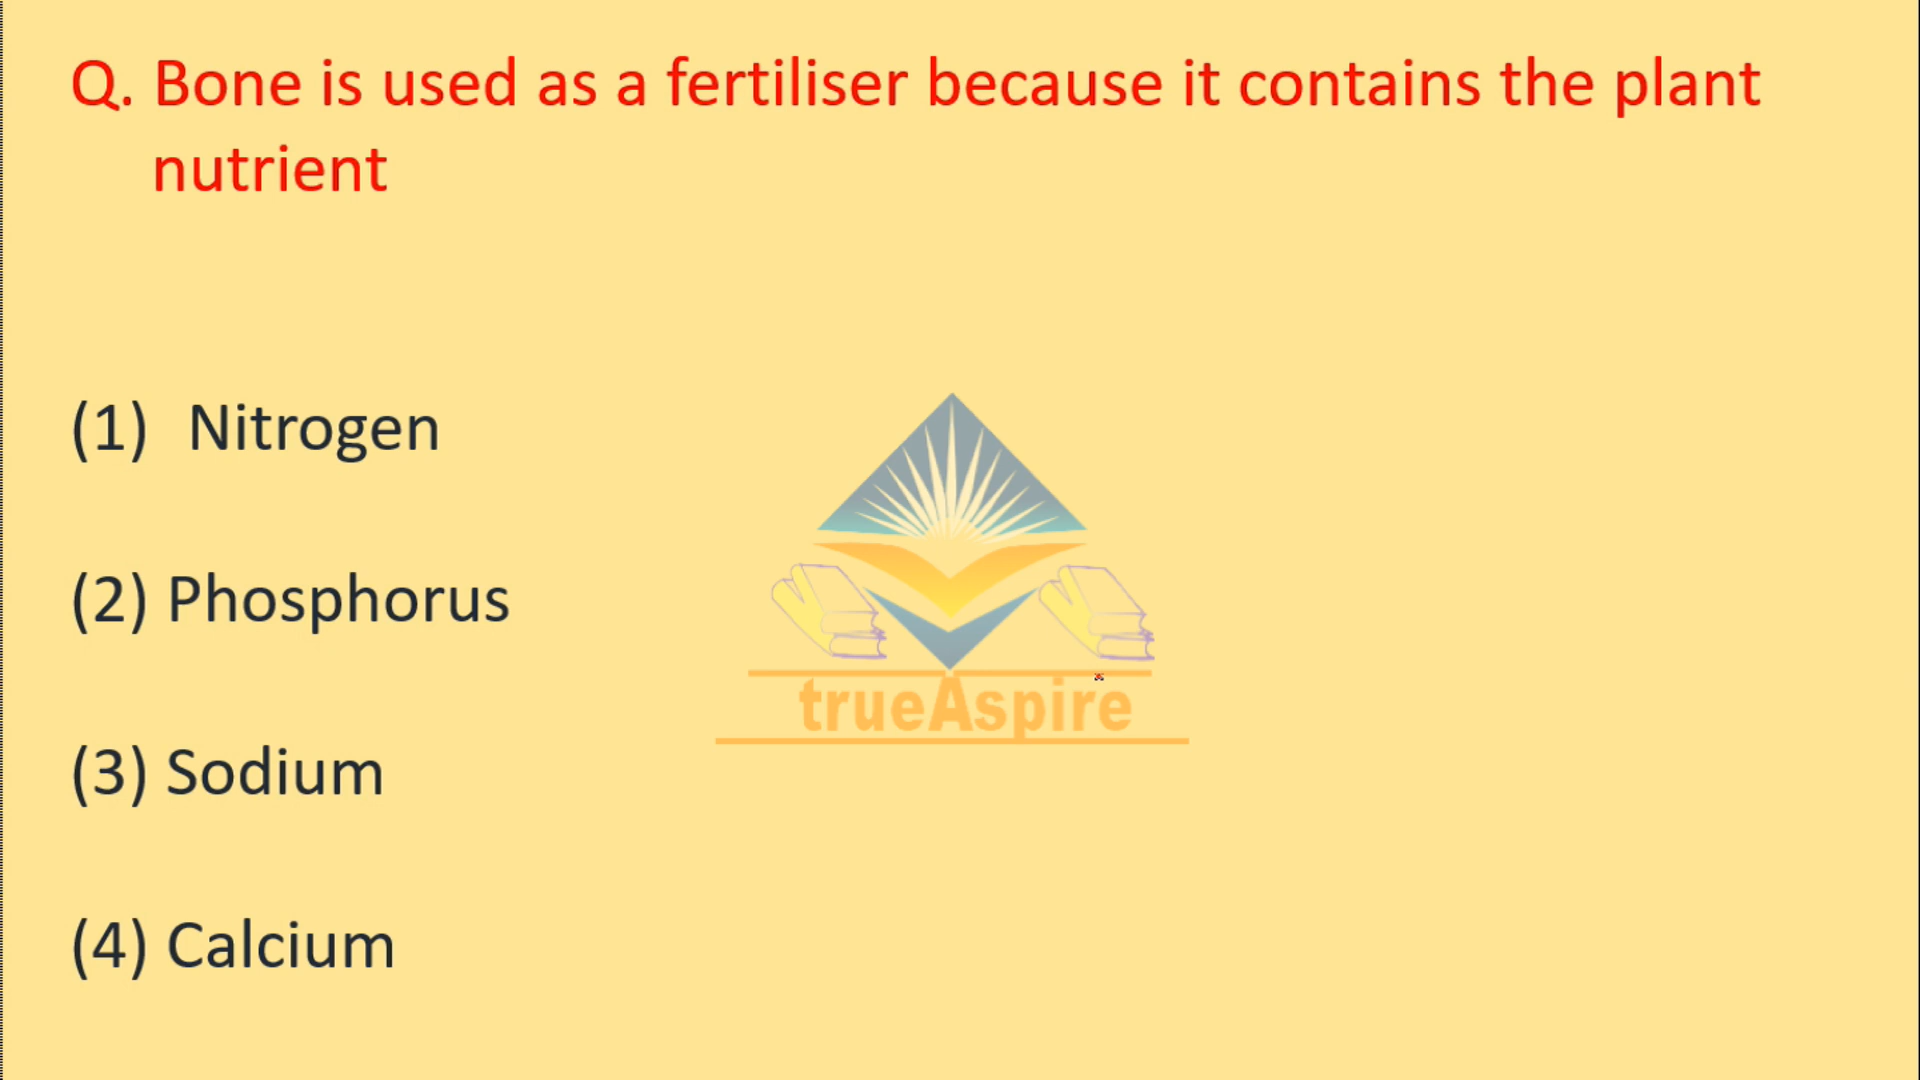 Q. Bone is used as a fertiliser because it contains the plant
nutrient
(1) Nitrogen
(2) Phosphorus
trueAspire
(3) Sodium
(4) Calcium